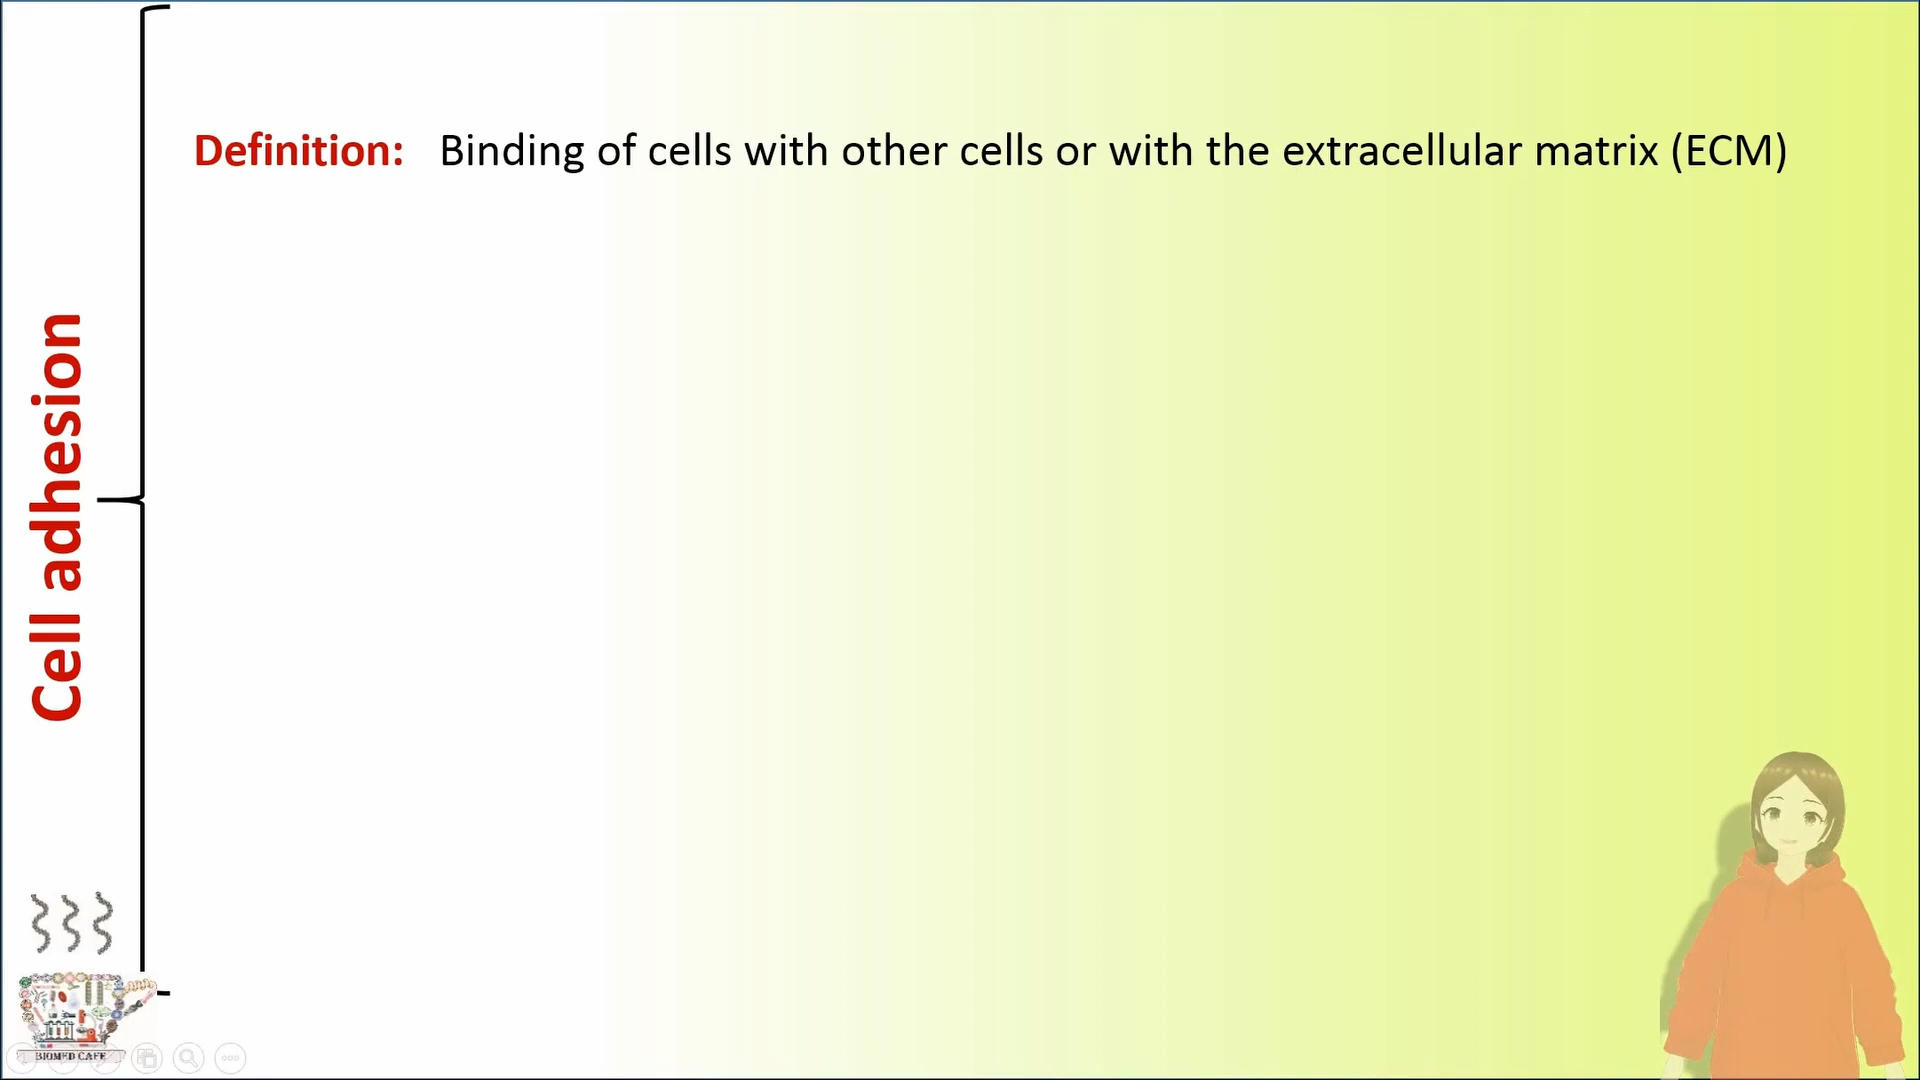 Definition: Binding of cells with other cells or with the extracellular matrix (ECM)
Cell adhesion
BIOMED CAFE